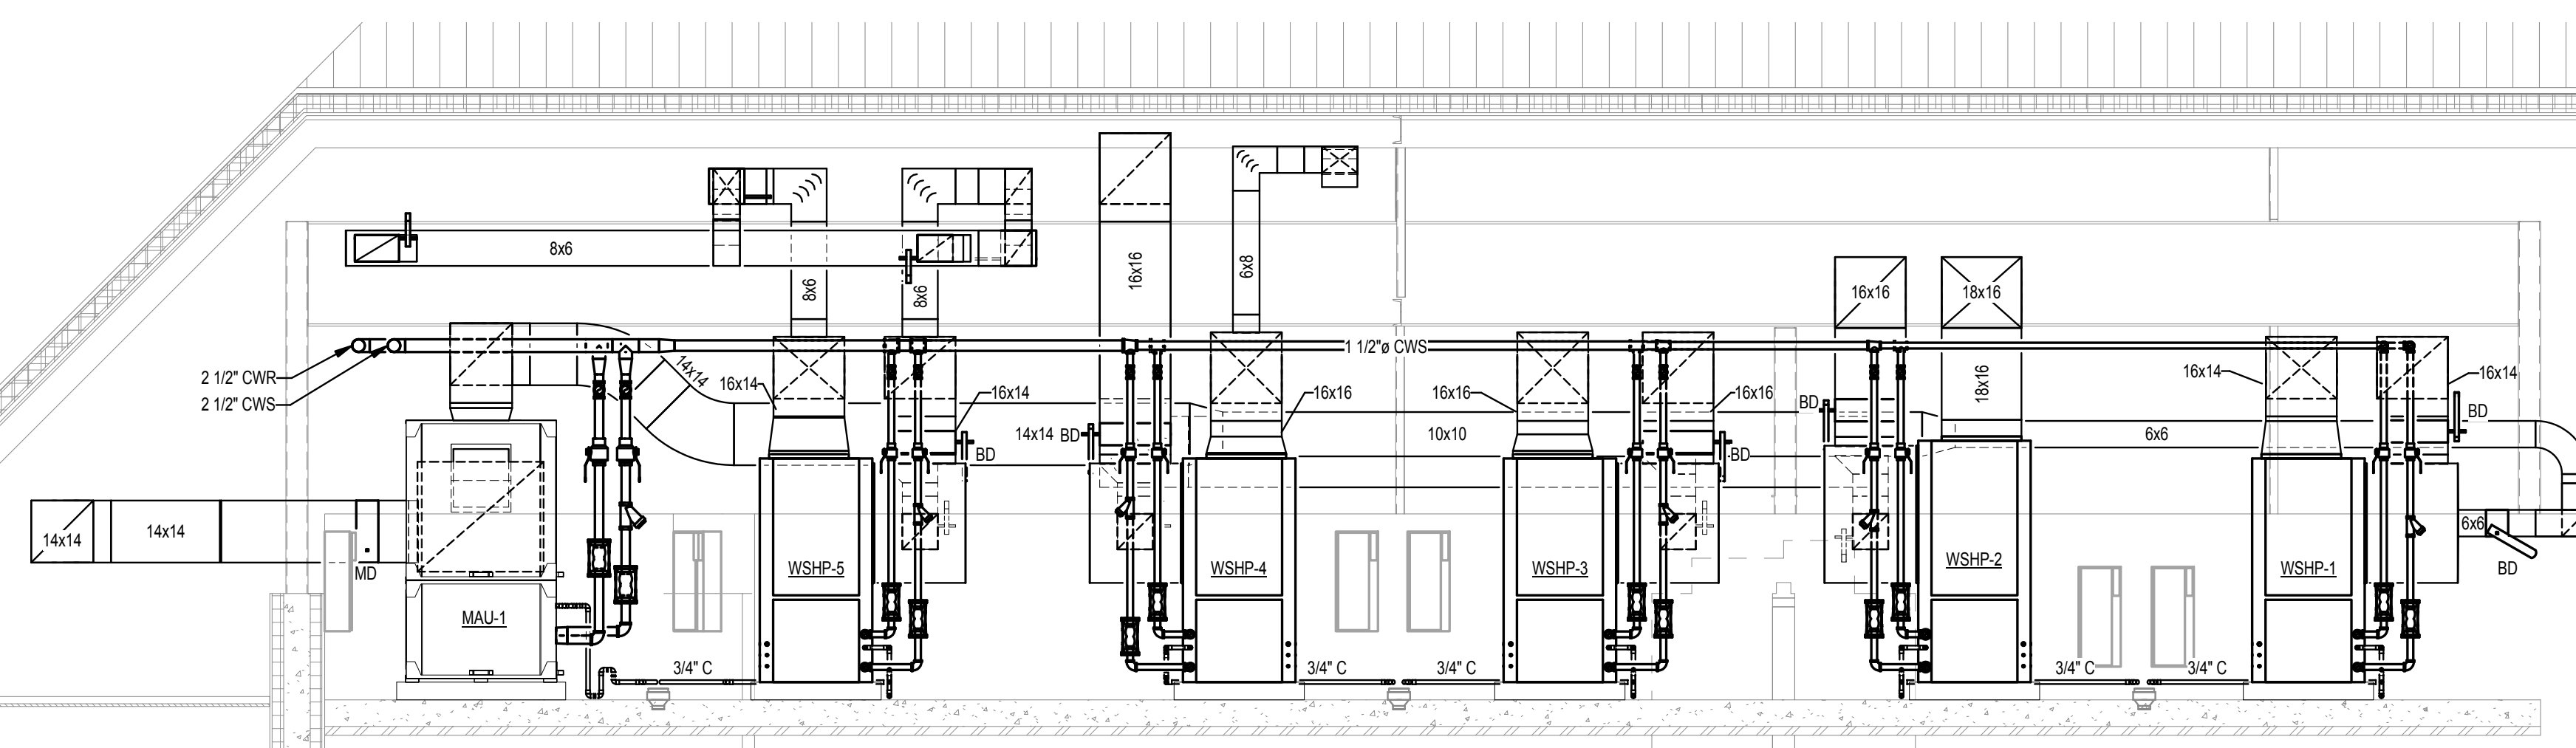 8x6
16x16
6x8
8x6
8x6
16x16
18x16
1 1/2"ø CWS
2 1/2" CWR
2 1/2" CWS
14x14
16x14
16x14
16x16
16x16
16x16
18x16
16x14
16x14
14x14
BD
BD
10x10
BD
BD
6x6
BD
14x14
14x14
MD
6x6
BD
MAU-1
WSHP-5
WSHP-4
WSHP-3
WSHP-2
WSHP-1
3/4" C
3/4" C
3/4" C
3/4" C
3/4" C